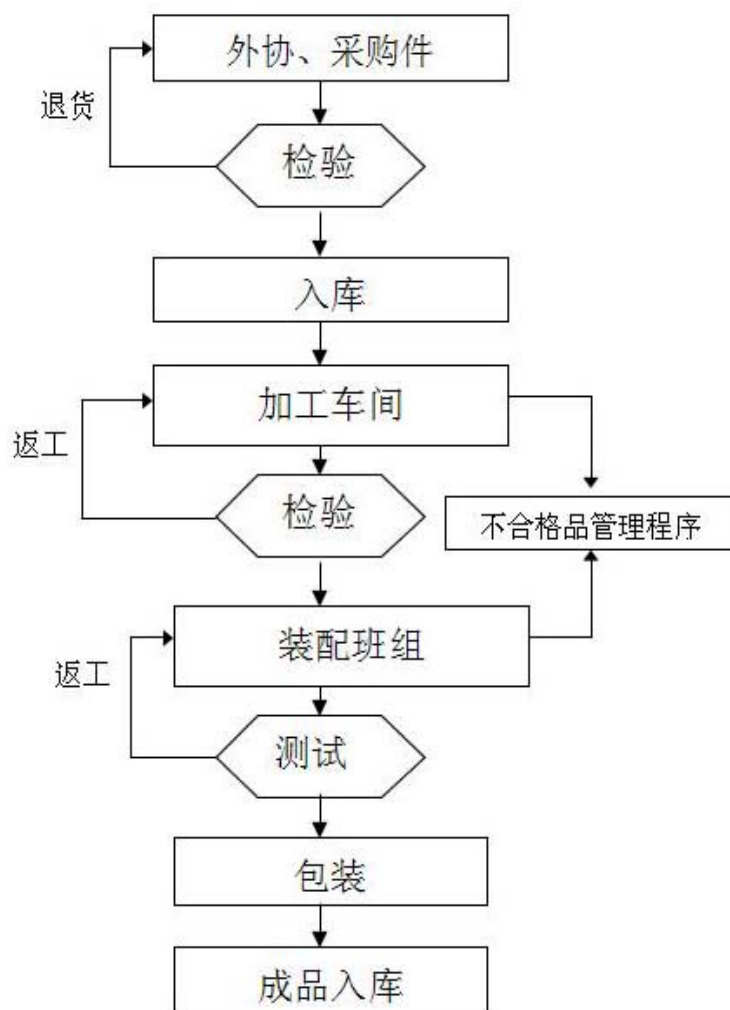 外协、采购件
退货
检验
入库
加工车间
返工
检验
不合格品管理程序
装配班组
返工
测试
包装
成品入库